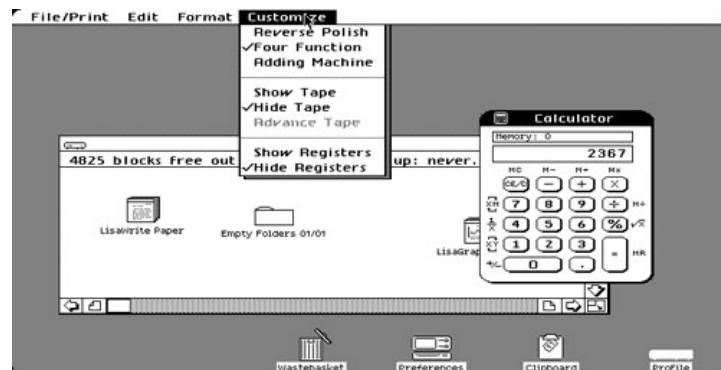 File/Print Edit Format Customize
Reverse Polish
✓Four Function
Adding Machine
Show Tape
✓Hide Tape
Advance Tape
Show Registers
✓Hide Registers
4825 blocks free out
up: never.
LisaWrite Paper
Empty Folders 01/01
LisaGrap
Calculator
Memory: 0
2367
MC M- M+ Mx
CE/C − + ×
XM 7 8 9 ÷ M÷
4 5 6 % √x
XY 1 2 3 = MR
+/- 0 .
Wastebasket Preferences Clipboard ProFile